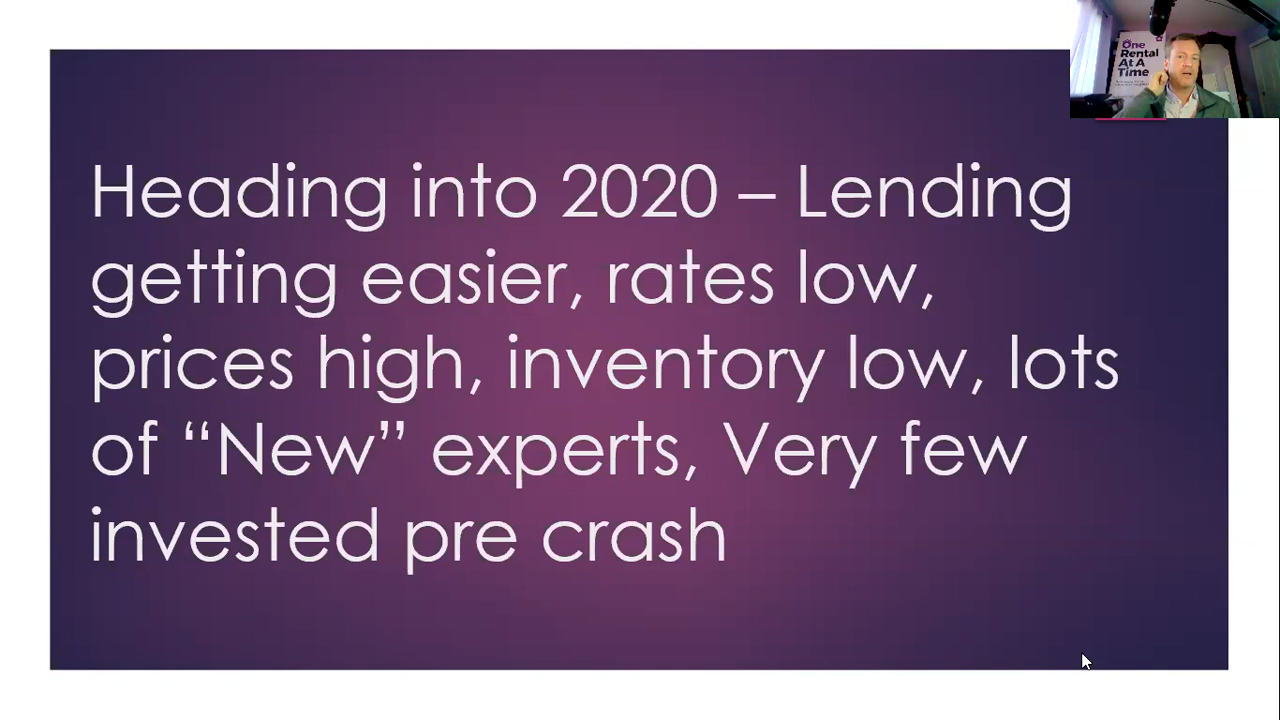 Heading into 2020 – Lending
getting easier, rates low,
prices high, inventory low, lots
of “New” experts, Very few
invested pre crash
One
Rental
At A
Time